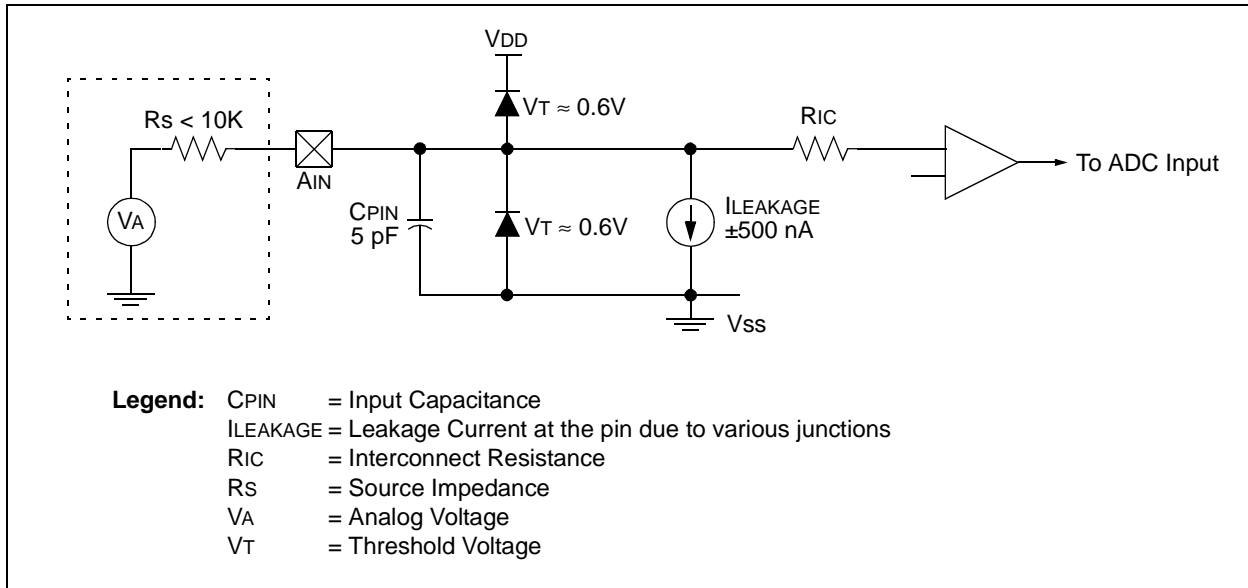 VDD
VT ≈ 0.6V
Rs < 10K
RIC
AIN
To ADC Input
CPIN
5 pF
VT ≈ 0.6V
ILEAKAGE
±500 nA
VA
Vss
Legend: CPIN = Input Capacitance
ILEAKAGE = Leakage Current at the pin due to various junctions
RIC = Interconnect Resistance
RS = Source Impedance
VA = Analog Voltage
VT = Threshold Voltage